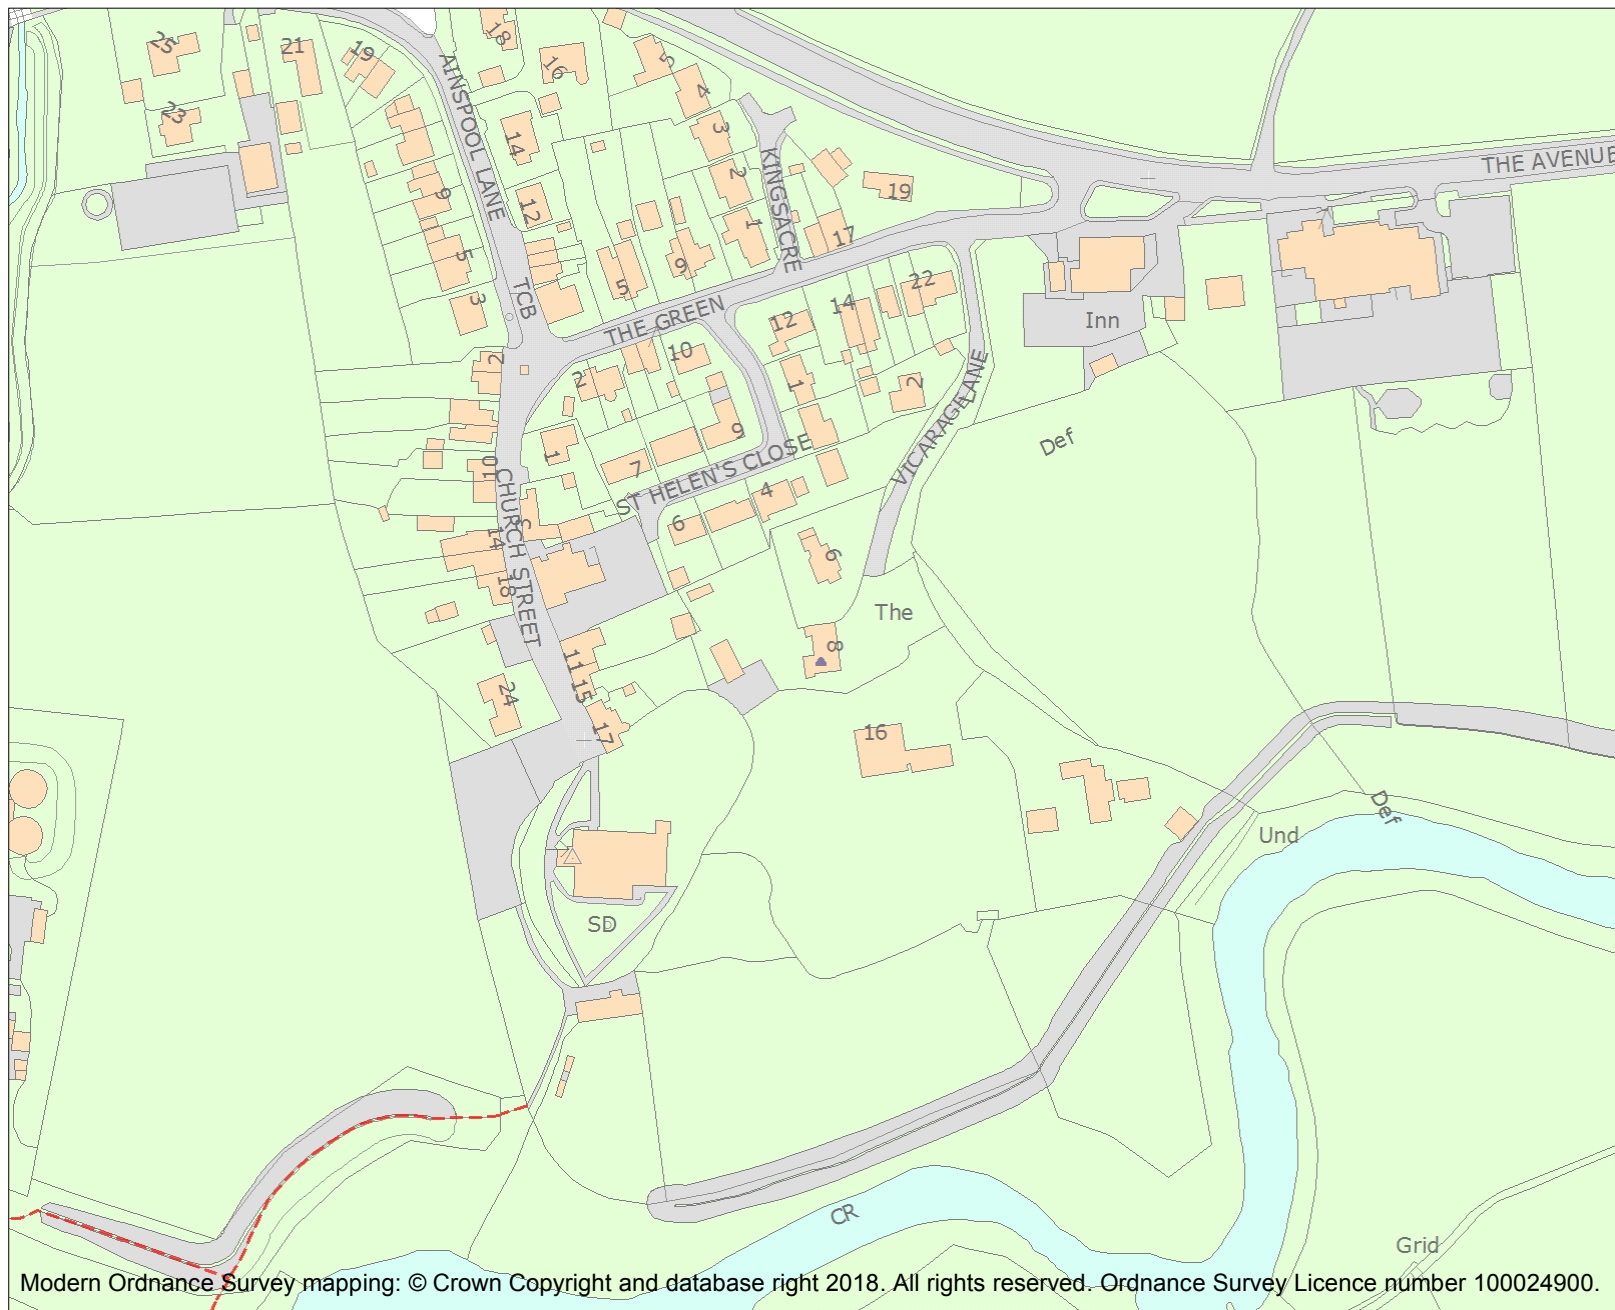 25
21
19
18
16
5
4
AINSPOOL LANE
23
14
3
KINGSACRE
THE AVENUE
2
9
12
1
19
17
5
9
5
22
3
TCB
THE GREEN
12
14
Inn
2
10
2
1
2
VICARAGE LANE
9
1
7
ST HELEN'S CLOSE
Def
10
CHURCH STREET
3
4
6
14
18
9
The
8
11
15
24
17
16
Def
Und
SD
CR
Grid
Modern Ordnance Survey mapping: © Crown Copyright and database right 2018. All rights reserved. Ordnance Survey Licence number 100024900.